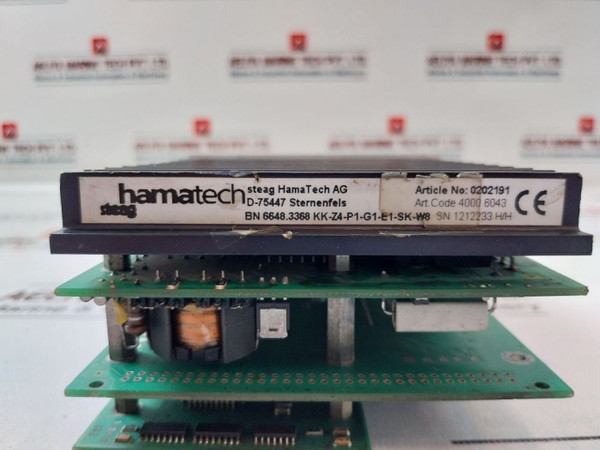 hamatech
steag
steag HamaTech AG
D-75447 Sternenfels
BN 6648.3368 KK-Z4-P1-G1-E1-SK-W8 SN 1212233 H/H
Article No: 0202191
Art.Code 4000 6043
CE